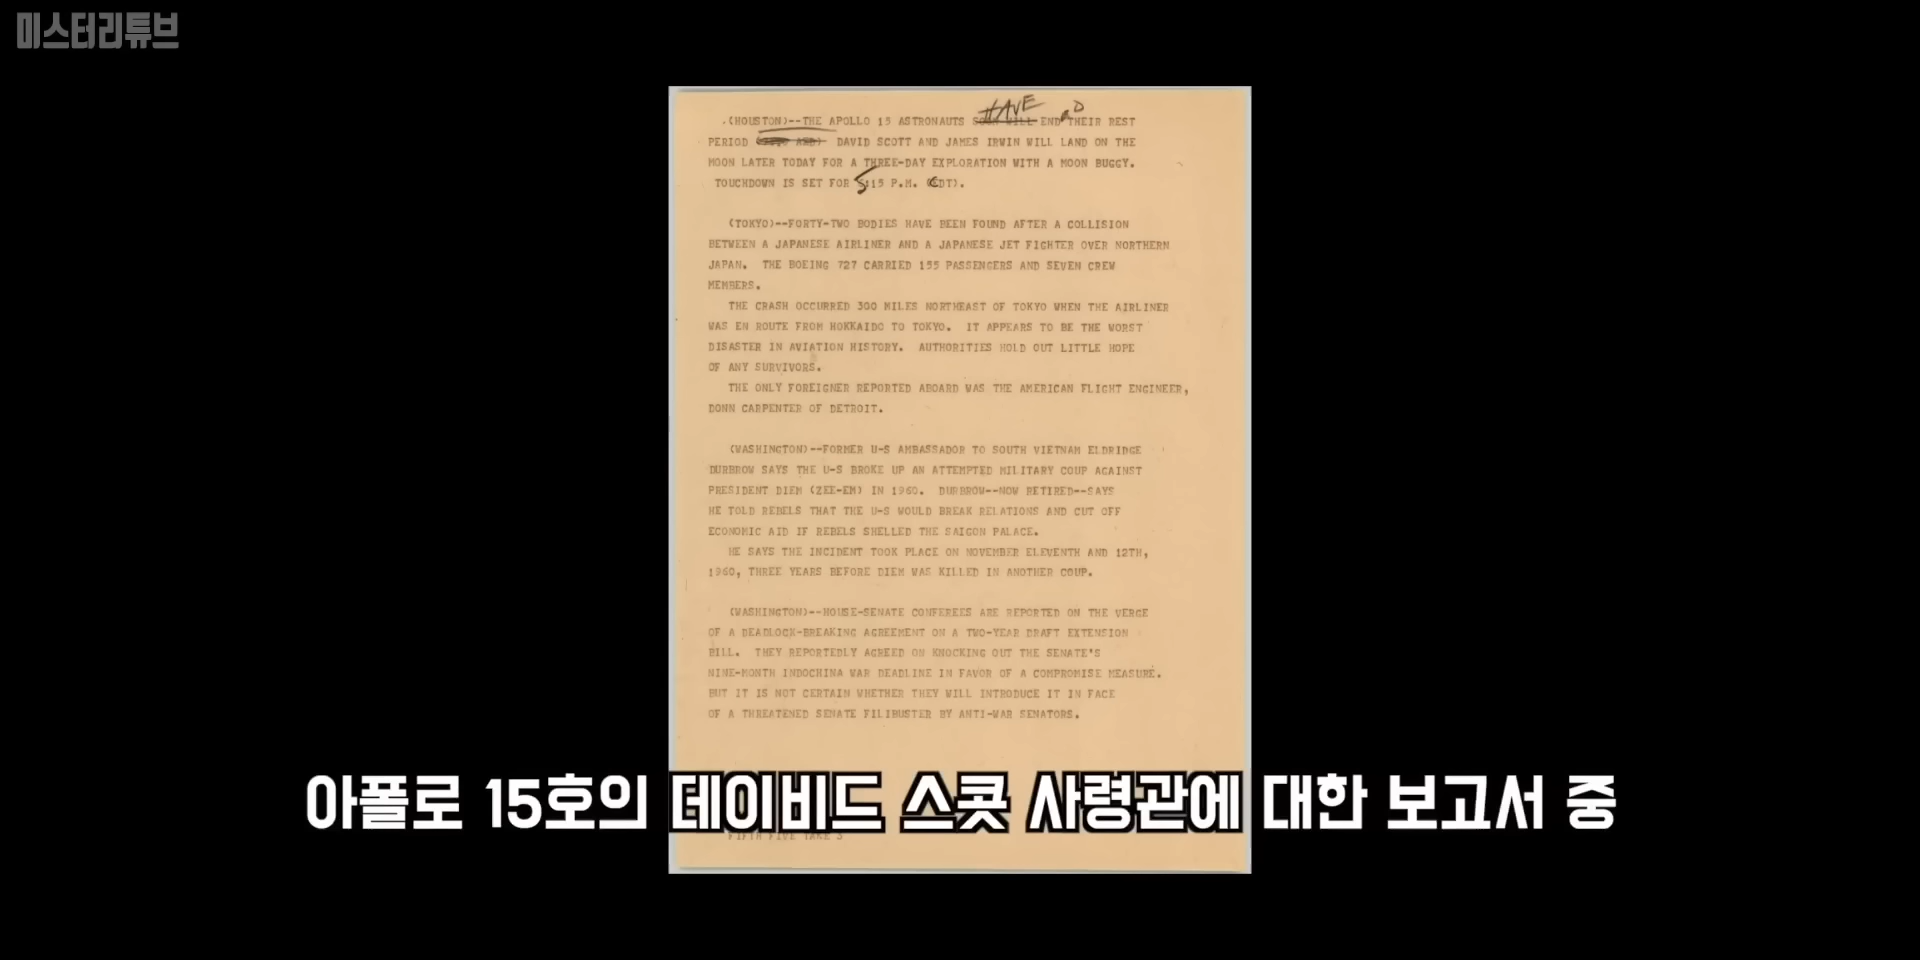 미스터리튜브
HAVE D
(HOUSTON)--THE APOLLO 15 ASTRONAUTS SOON WILL END THEIR REST
PERIOD DAVID SCOTT AND JAMES IRWIN WILL LAND ON THE
MOON LATER TODAY FOR A THREE-DAY EXPLORATION WITH A MOON BUGGY.
TOUCHDOWN IS SET FOR 5:15 P.M. (CDT).
(TOKYO)--FORTY-TWO BODIES HAVE BEEN FOUND AFTER A COLLISION
BETWEEN A JAPANESE AIRLINER AND A JAPANESE JET FIGHTER OVER NORTHERN
JAPAN. THE BOEING 727 CARRIED 155 PASSENGERS AND SEVEN CREW
MEMBERS.
THE CRASH OCCURRED 300 MILES NORTHEAST OF TOKYO WHEN THE AIRLINER
WAS EN ROUTE FROM HOKKAIDO TO TOKYO. IT APPEARS TO BE THE WORST
DISASTER IN AVIATION HISTORY. AUTHORITIES HOLD OUT LITTLE HOPE
OF ANY SURVIVORS.
THE ONLY FOREIGNER REPORTED ABOARD WAS THE AMERICAN FLIGHT ENGINEER,
DONN CARPENTER OF DETROIT.
(WASHINGTON)--FORMER U-S AMBASSADOR TO SOUTH VIETNAM ELDRIDGE
DURBROW SAYS THE U-S BROKE UP AN ATTEMPTED MILITARY COUP AGAINST
PRESIDENT DIEM (ZEE-EM) IN 1960. DURBROW--NOW RETIRED--SAYS
HE TOLD REBELS THAT THE U-S WOULD BREAK RELATIONS AND CUT OFF
ECONOMIC AID IF REBELS SHELLED THE SAIGON PALACE.
HE SAYS THE INCIDENT TOOK PLACE ON NOVEMBER ELEVENTH AND 12TH,
1960, THREE YEARS BEFORE DIEM WAS KILLED IN ANOTHER COUP.
(WASHINGTON)--HOUSE-SENATE CONFEREES ARE REPORTED ON THE VERGE
OF A DEADLOCK-BREAKING AGREEMENT ON A TWO-YEAR DRAFT EXTENSION
BILL. THEY REPORTEDLY AGREED ON KNOCKING OUT THE SENATE'S
NINE-MONTH INDOCHINA WAR DEADLINE IN FAVOR OF A COMPROMISE MEASURE.
BUT IT IS NOT CERTAIN WHETHER THEY WILL INTRODUCE IT IN FACE
OF A THREATENED SENATE FILIBUSTER BY ANTI-WAR SENATORS.
아폴로 15호의 데이비드 스콧 사령관에 대한 보고서 중